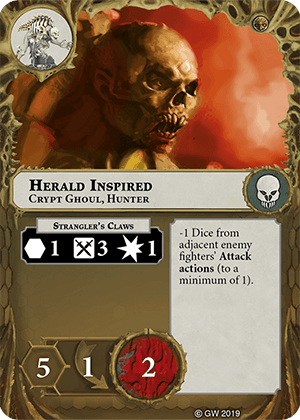 HERALD INSPIRED
CRYPT GHOUL, HUNTER
STRANGLER'S CLAWS
1 3 1
-1 Dice from
adjacent enemy
fighters' Attack
actions (to a
minimum of 1).
5 1 2
© GW 2019